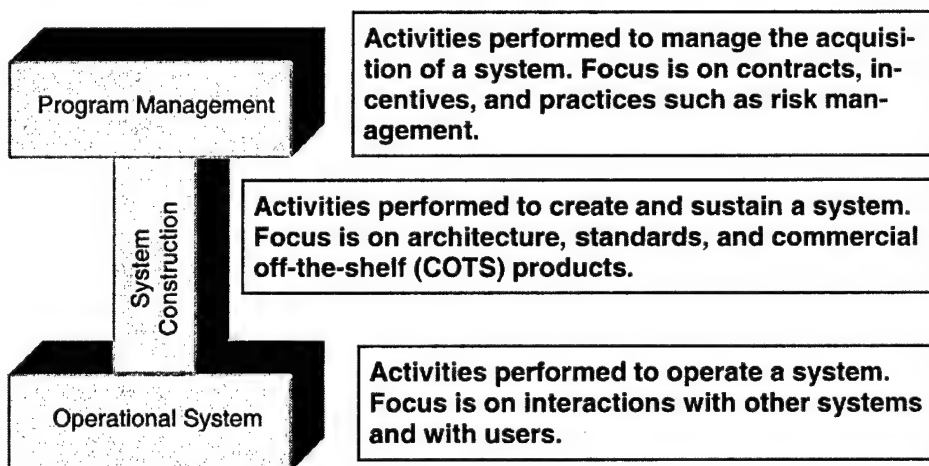 Program Management
Activities performed to manage the acquisi-
tion of a system. Focus is on contracts, in-
centives, and practices such as risk man-
agement.
System
Construction
Activities performed to create and sustain a system.
Focus is on architecture, standards, and commercial
off-the-shelf (COTS) products.
Operational System
Activities performed to operate a system.
Focus is on interactions with other systems
and with users.